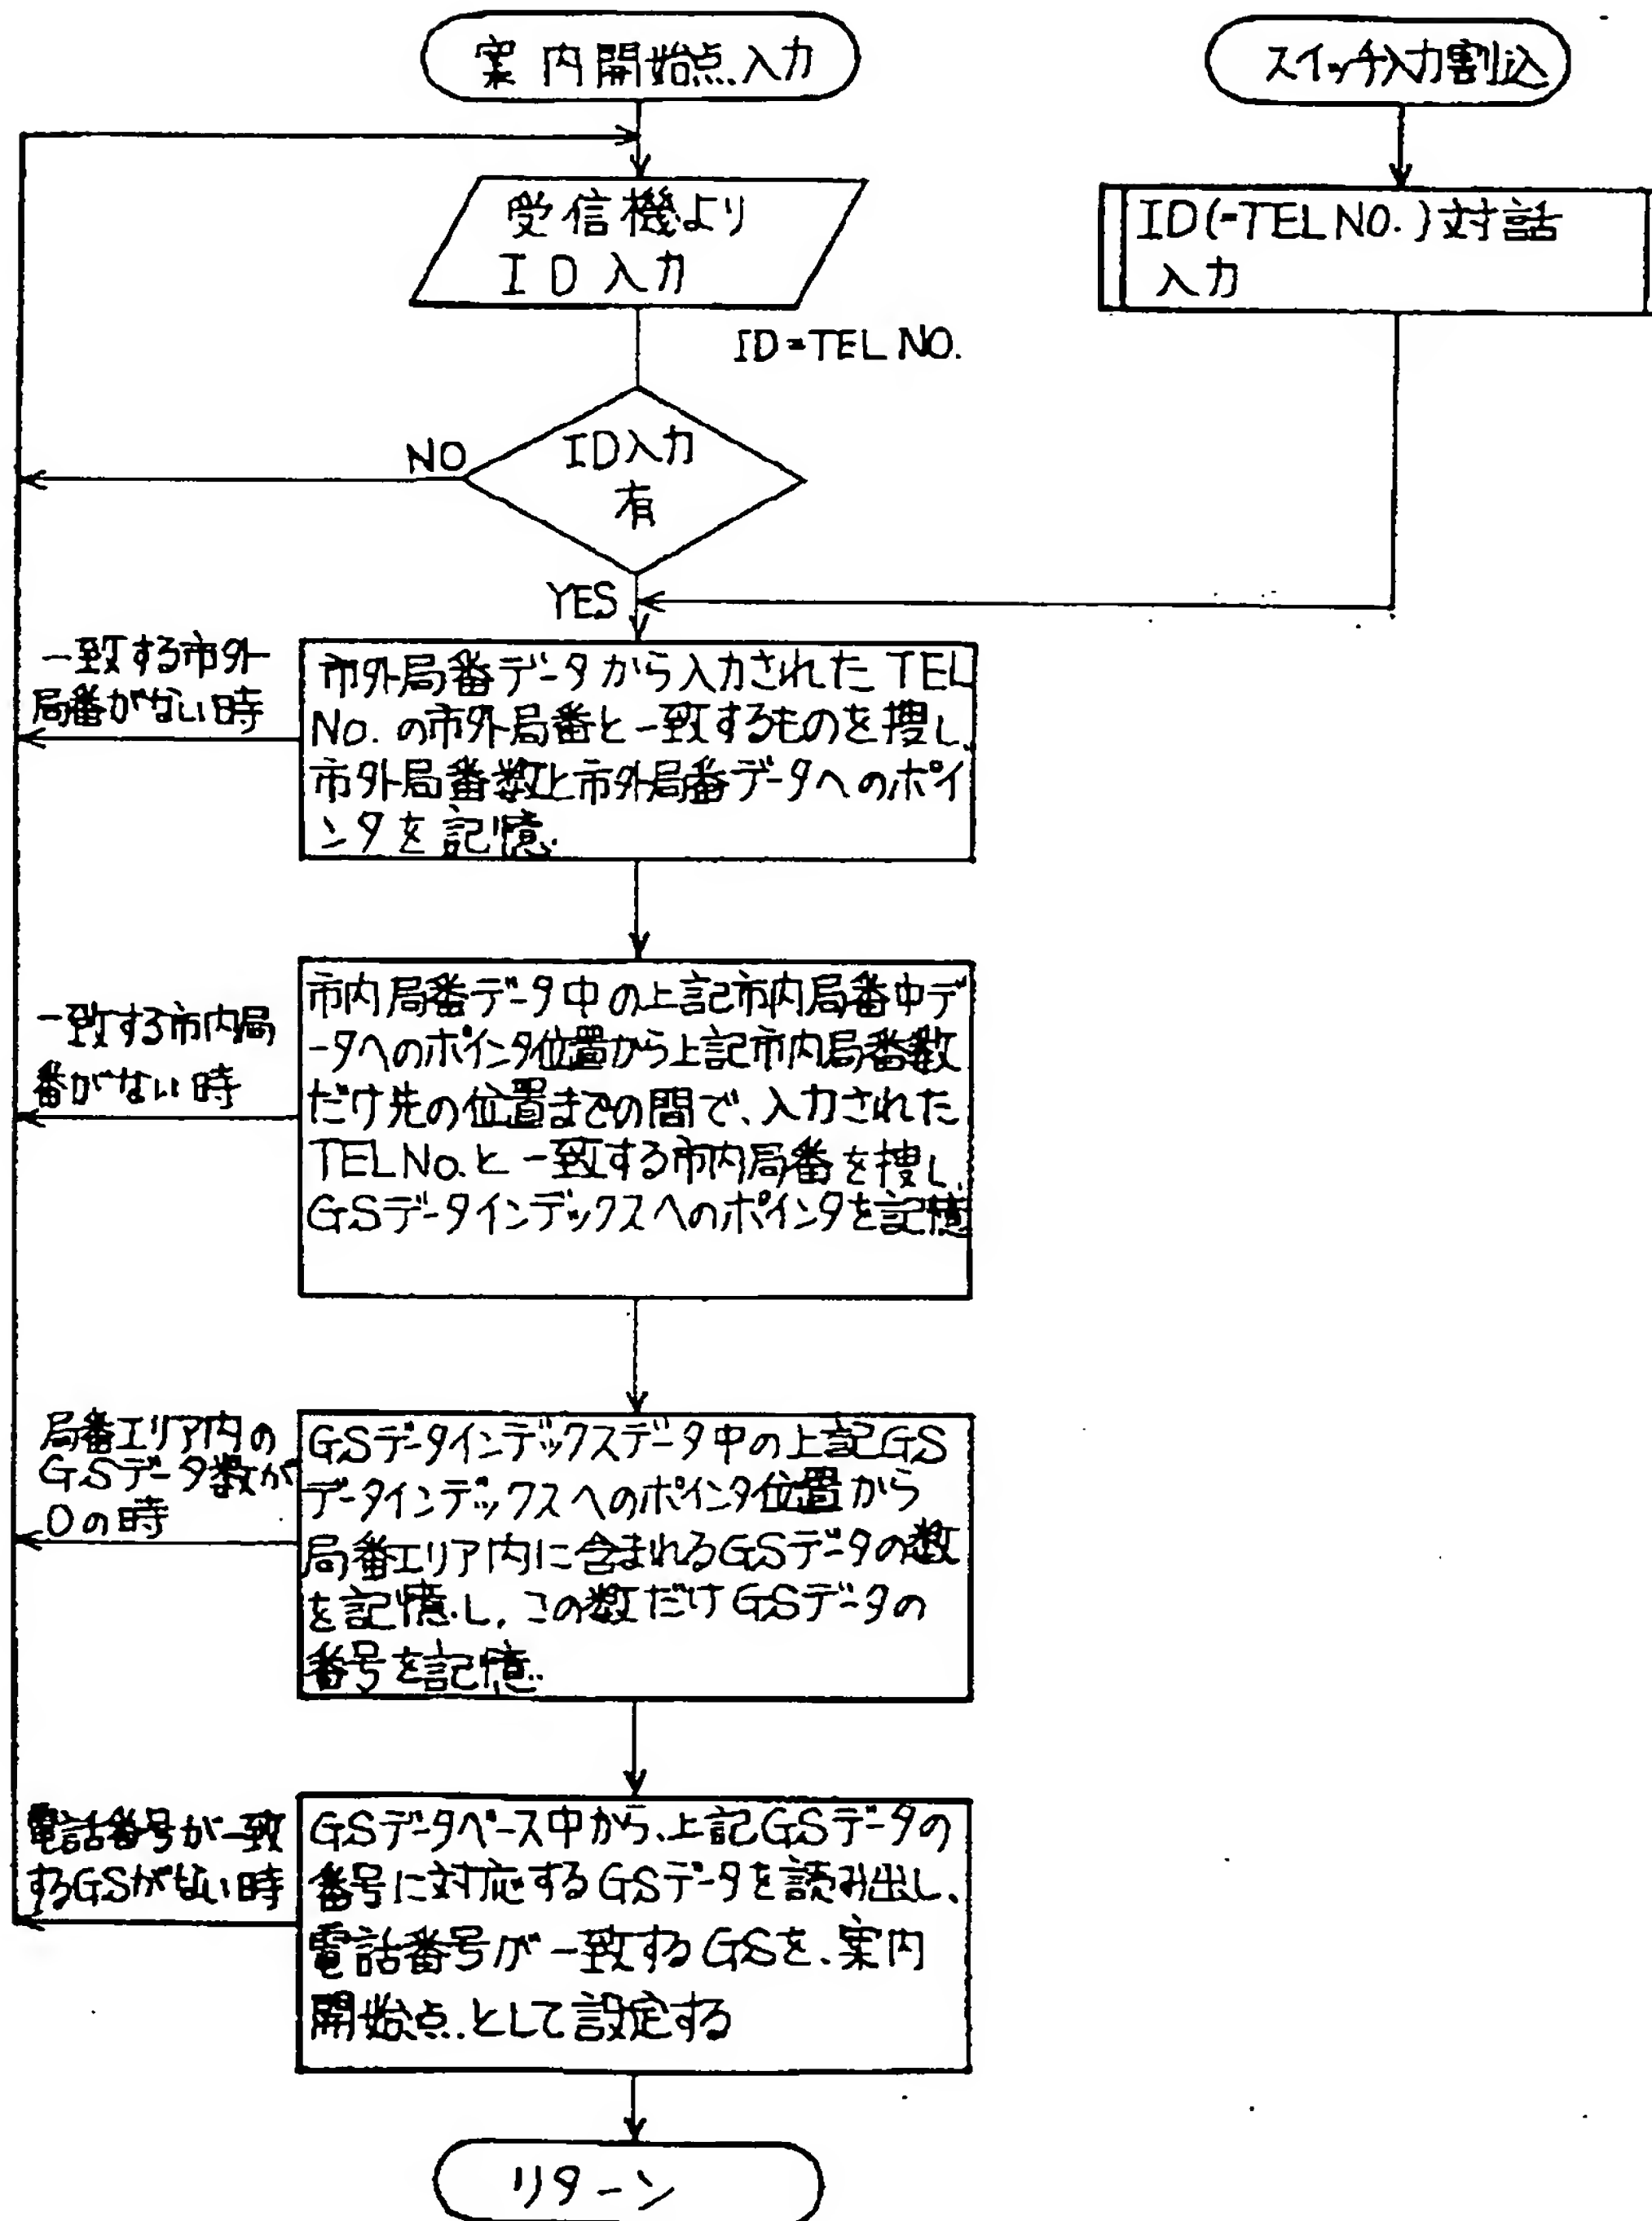 案内開始点入力
スイッチ入力割込
受信機より
ID入力
ID(=TEL NO.)対話
入力
ID=TEL NO.
ID入力
有
NO
YES
一致する市外
局番がない時
市外局番データから入力されたTEL
No.の市外局番と一致するものを捜し、
市外局番数と市外局番データへのポイ
ンタを記憶.
一致する市内局
番がない時
市内局番データ中の上記市内局番中デ
ータへのポインタ位置から上記市内局番数
だけ先の位置までの間で、入力された
TEL No.と一致する市内局番を捜し、
GSデータインデックスへのポインタを記憶
局番エリア内の
GSデータ数が
0の時
GSデータインデックスデータ中の上記GS
データインデックスへのポインタ位置から
局番エリア内に含まれるGSデータの数
を記憶し、この数だけGSデータの
番号を記憶.
電話番号が一致
するGSがない時
GSデータベース中から、上記GSデータの
番号に対応するGSデータを読み出し、
電話番号が一致するGSを、案内
開始点として設定する
リターン